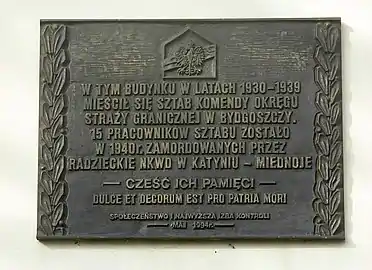 W TYM BUDYNKU W LATACH 1930-1939
MIEŚCIŁ SIĘ SZTAB KOMENDY OKRĘGU
STRAŻY GRANICZNEJ W BYDGOSZCZY.
15 PRACOWNIKÓW SZTABU ZOSTAŁO
W 1940r. ZAMORDOWANYCH PRZEZ
RADZIECKIE NKWD W KATYNIU - MIEDNOJE
— CZEŚĆ ICH PAMIĘCI —
DULCE ET DECORUM EST PRO PATRIA MORI
SPOŁECZEŃSTWO I NAJWYŻSZA IZBA KONTROLI
MAJ 1994r.